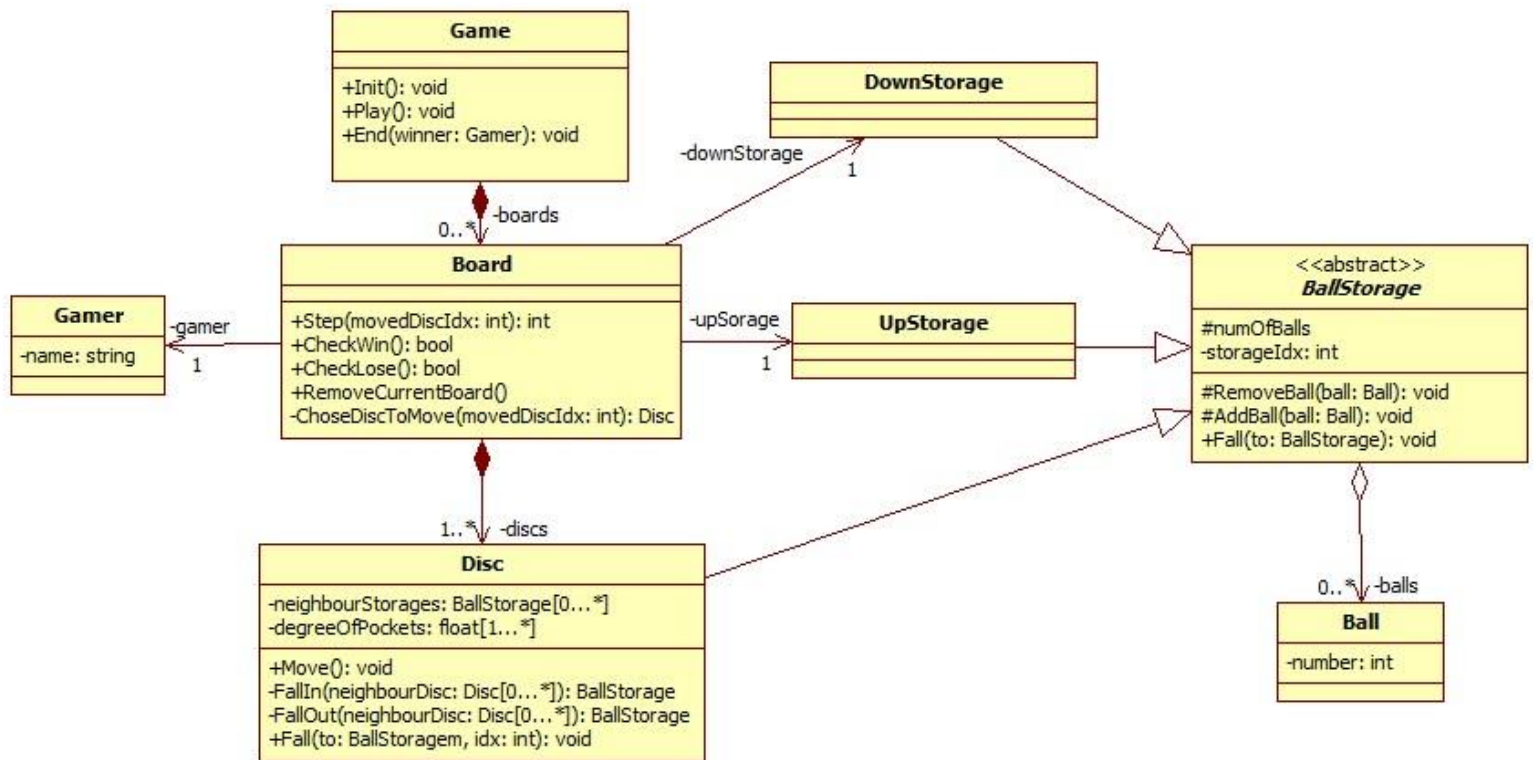 Game
+Init(): void
+Play(): void
+End(winner: Gamer): void
DownStorage
-downStorage
1
-boards
0..*
Board
+Step(movedDiscIdx: int): int
+CheckWin(): bool
+CheckLose(): bool
+RemoveCurrentBoard()
-ChoseDiscToMove(movedDiscIdx: int): Disc
Gamer
-name: string
-gamer
1
-upSorage
1
UpStorage
<<abstract>>
BallStorage
#numOfBalls
-storageIdx: int
#RemoveBall(ball: Ball): void
#AddBall(ball: Ball): void
+Fall(to: BallStorage): void
1..*
-discs
Disc
-neighbourStorages: BallStorage[0...*]
-degreeOfPockets: float[1...*]
+Move(): void
-FallIn(neighbourDisc: Disc[0...*]): BallStorage
-FallOut(neighbourDisc: Disc[0...*]): BallStorage
+Fall(to: BallStoragem, idx: int): void
0..*
-balls
Ball
-number: int